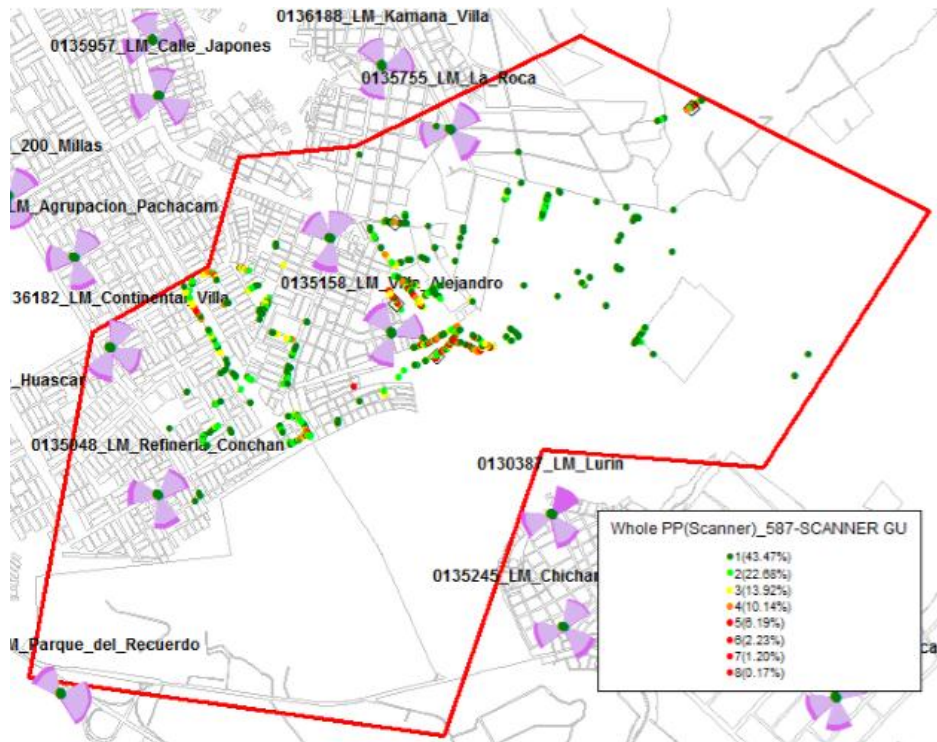 0136188_LM_Kamana_Villa
0135957_LM_Calle_Japones
0135755_LM_La_Roca
_200_Millas
LM_Agrupacion_Pachacam
0135158_LM_Villa_Alejandro
36182_LM_Continental_Villa
_Huascar
0135048_LM_Refineria_Conchan
0130387_LM_Lurin
Whole PP(Scanner)_587-SCANNER GU
1(43.47%)
2(22.68%)
3(13.92%)
4(10.14%)
5(6.19%)
6(2.23%)
7(1.20%)
8(0.17%)
0135245_LM_Chichar
M_Parque_del_Recuerdo
ca